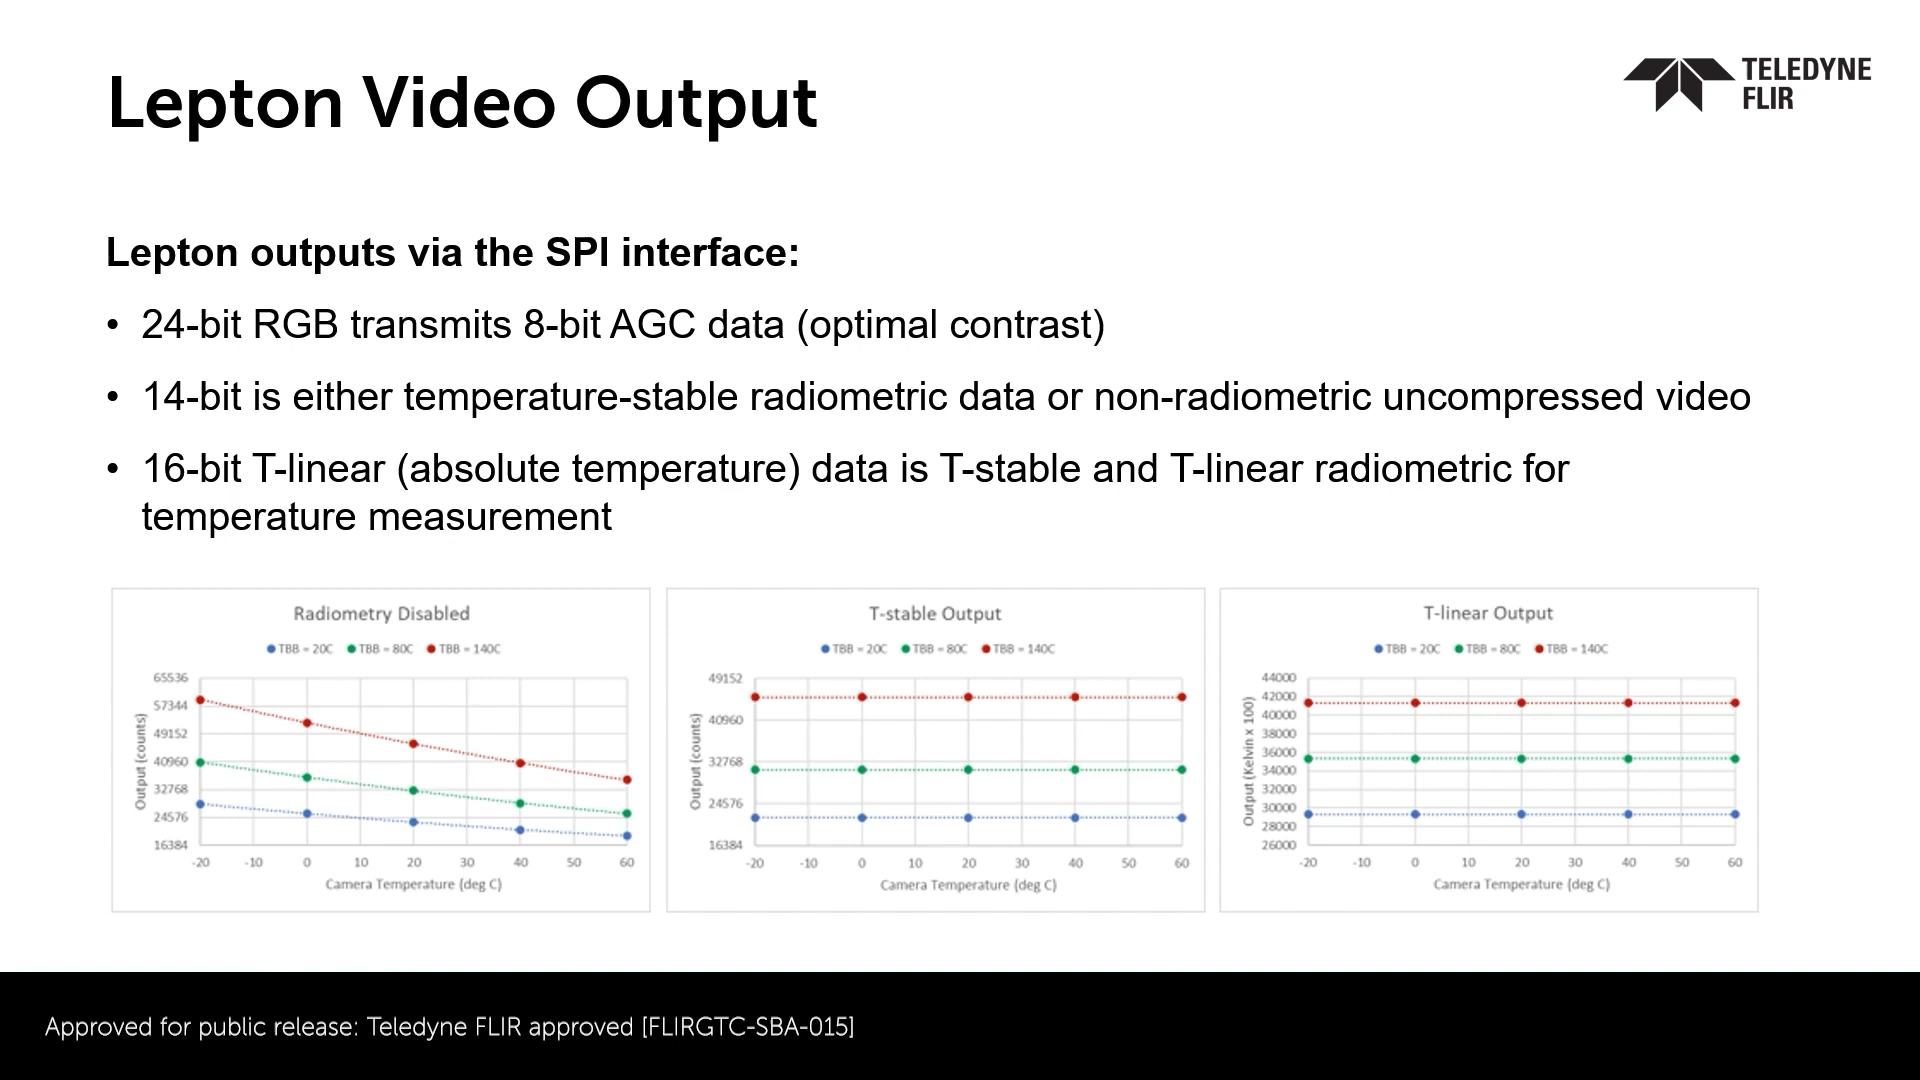 Lepton Video Output
TELEDYNE
FLIR
Lepton outputs via the SPI interface:
• 24-bit RGB transmits 8-bit AGC data (optimal contrast)
• 14-bit is either temperature-stable radiometric data or non-radiometric uncompressed video
• 16-bit T-linear (absolute temperature) data is T-stable and T-linear radiometric for
temperature measurement
Radiometry Disabled
TBB = 20C TBB = 80C TBB = 140C
65536
57344
49152
40960
32768
24576
16384
Output (counts)
-20 -10 0 10 20 30 40 50 60
Camera Temperature (deg C)
T-stable Output
TBB = 20C TBB = 80C TBB = 140C
49152
40960
32768
24576
16384
Output (counts)
-20 -10 0 10 20 30 40 50 60
Camera Temperature (deg C)
T-linear Output
TBB = 20C TBB = 80C TBB = 140C
44000
42000
40000
38000
36000
34000
32000
30000
28000
26000
Output (Kelvin x 100)
-20 -10 0 10 20 30 40 50 60
Camera Temperature (deg C)
Approved for public release: Teledyne FLIR approved [FLIRGTC-SBA-015]